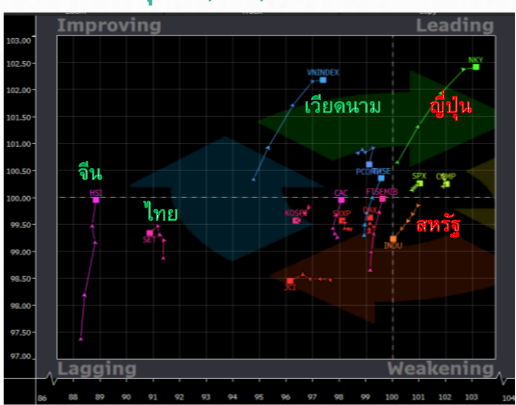 Improving Leading
103.00
102.50
102.00
101.50
101.00
100.50
100.00
99.50
99.00
98.50
98.00
97.50
97.00
NKY
VNINDEX
เวียดนาม
ญี่ปุ่น
จีน
HSI
ไทย
SET
KOSPI
CAC
FTSEMIB
SPX
DAX
INDU
สหรัฐ
JCI
Lagging Weakening
86 88 89 90 91 92 93 94 95 96 97 98 99 100 101 102 103 104